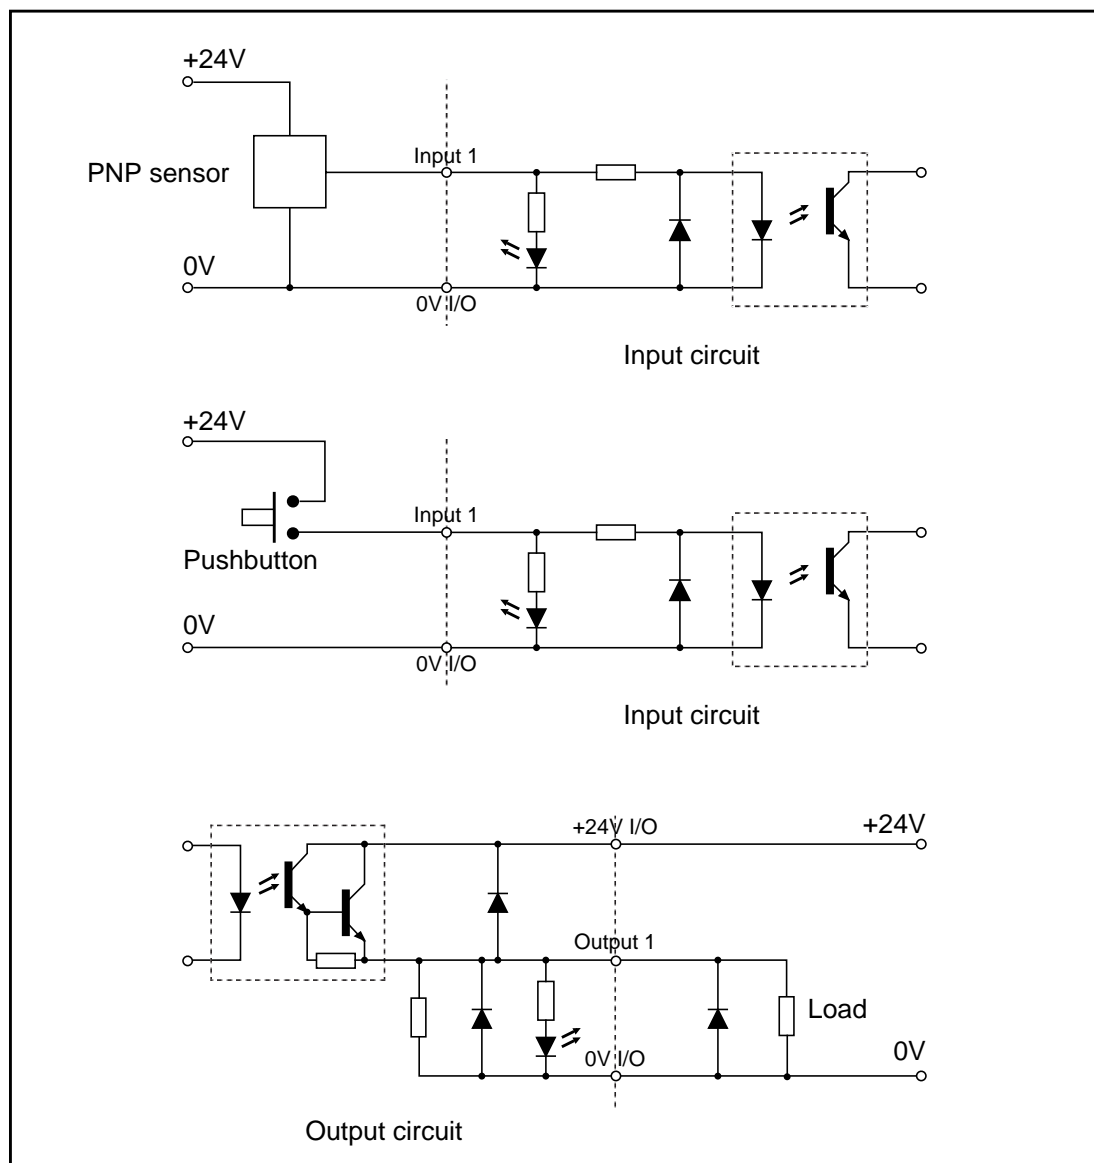 +24V
PNP sensor
Input 1
0V
0V I/O
Input circuit
+24V
Input 1
Pushbutton
0V
0V I/O
Input circuit
+24V I/O
+24V
Output 1
Load
0V I/O
0V
Output circuit